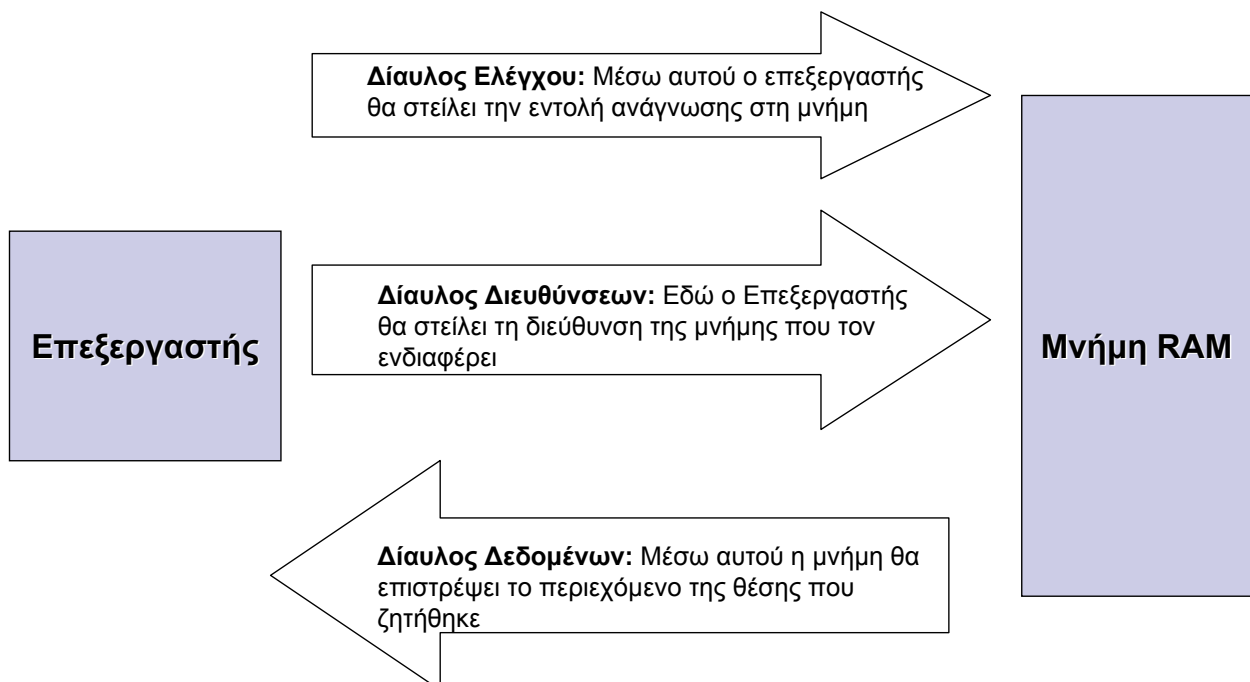 Δίαυλος Ελέγχου: Μέσω αυτού ο επεξεργαστής
θα στείλει την εντολή ανάγνωσης στη μνήμη
Δίαυλος Διευθύνσεων: Εδώ ο Επεξεργαστής
θα στείλει τη διεύθυνση της μνήμης που τον
ενδιαφέρει
Επεξεργαστής
Μνήμη RAM
Δίαυλος Δεδομένων: Μέσω αυτού η μνήμη θα
επιστρέψει το περιεχόμενο της θέσης που
ζητήθηκε